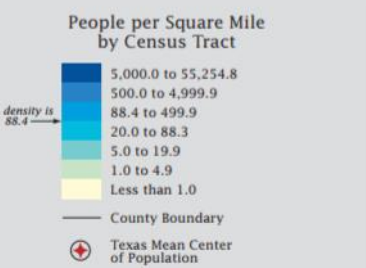 People per Square Mile
by Census Tract
5,000.0 to 55,254.8
500.0 to 4,999.9
88.4 to 499.9
density is
88.4
20.0 to 88.3
5.0 to 19.9
1.0 to 4.9
Less than 1.0
County Boundary
Texas Mean Center
of Population